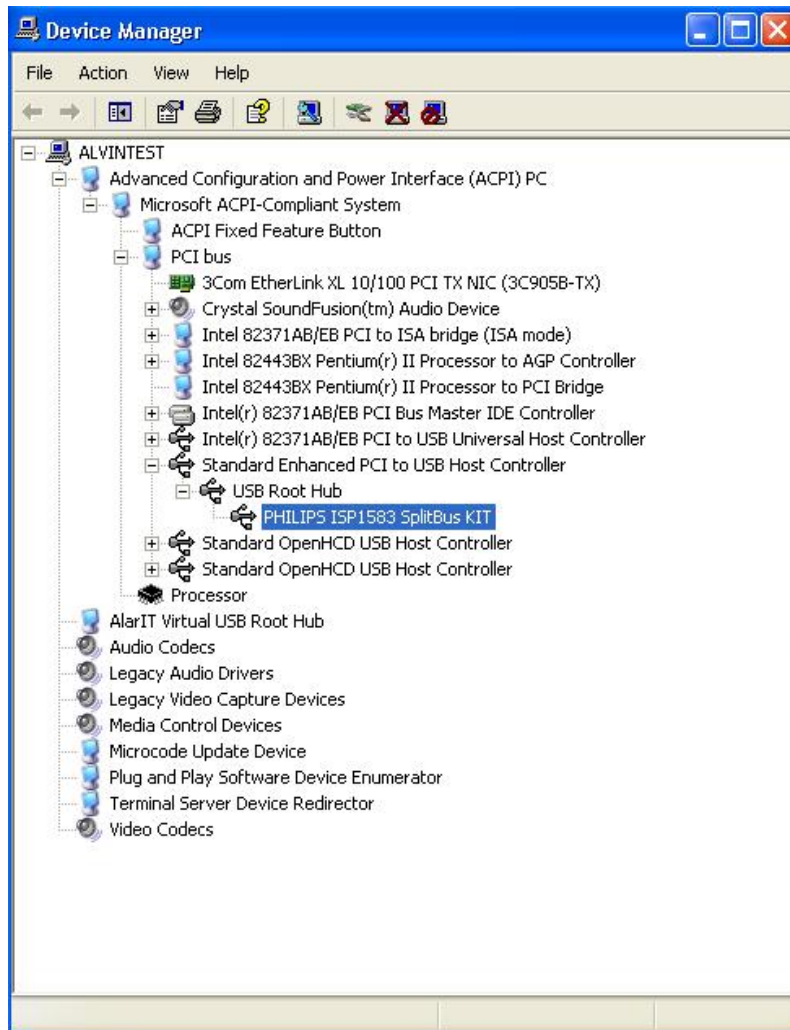 Device Manager
File Action View Help
ALVINTEST
Advanced Configuration and Power Interface (ACPI) PC
Microsoft ACPI-Compliant System
ACPI Fixed Feature Button
PCI bus
3Com EtherLink XL 10/100 PCI TX NIC (3C905B-TX)
Crystal SoundFusion(tm) Audio Device
Intel 82371AB/EB PCI to ISA bridge (ISA mode)
Intel 82443BX Pentium(r) II Processor to AGP Controller
Intel 82443BX Pentium(r) II Processor to PCI Bridge
Intel(r) 82371AB/EB PCI Bus Master IDE Controller
Intel(r) 82371AB/EB PCI to USB Universal Host Controller
Standard Enhanced PCI to USB Host Controller
USB Root Hub
PHILIPS ISP1583 SplitBus KIT
Standard OpenHCD USB Host Controller
Standard OpenHCD USB Host Controller
Processor
AlarIT Virtual USB Root Hub
Audio Codecs
Legacy Audio Drivers
Legacy Video Capture Devices
Media Control Devices
Microcode Update Device
Plug and Play Software Device Enumerator
Terminal Server Device Redirector
Video Codecs